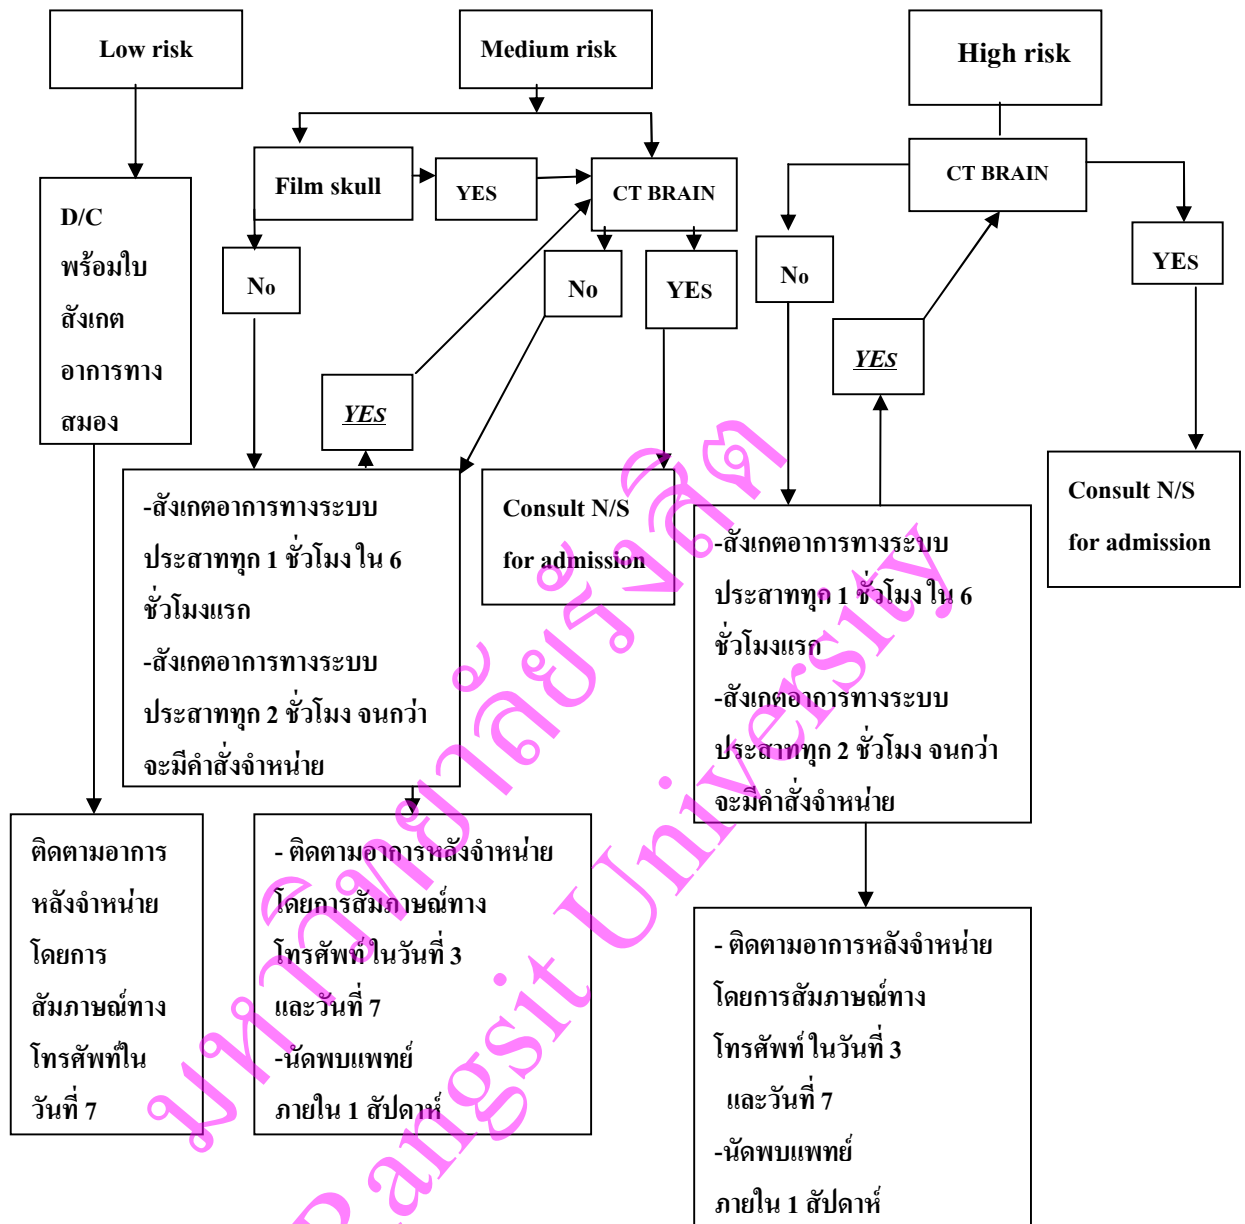 Low risk
Medium risk
High risk
Film skull
YES
CT BRAIN
CT BRAIN
D/C
พร้อมใบ
สังเกต
อาการทาง
สมอง
No
No
YES
No
YES
YES
YES
-สังเกตอาการทางระบบ
ประสาททุก 1 ชั่วโมง ใน 6
ชั่วโมงแรก
-สังเกตอาการทางระบบ
ประสาททุก 2 ชั่วโมง จนกว่า
จะมีคำสั่งจำหน่าย
Consult N/S
for admission
-สังเกตอาการทางระบบ
ประสาททุก 1 ชั่วโมง ใน 6
ชั่วโมงแรก
-สังเกตอาการทางระบบ
ประสาททุก 2 ชั่วโมง จนกว่า
จะมีคำสั่งจำหน่าย
Consult N/S
for admission
ติดตามอาการ
หลังจำหน่าย
โดยการ
สัมภาษณ์ทาง
โทรศัพท์ใน
วันที่ 7
- ติดตามอาการหลังจำหน่าย
โดยการสัมภาษณ์ทาง
โทรศัพท์ ในวันที่ 3
และวันที่ 7
-นัดพบแพทย์
ภายใน 1 สัปดาห์
- ติดตามอาการหลังจำหน่าย
โดยการสัมภาษณ์ทาง
โทรศัพท์ ในวันที่ 3
และวันที่ 7
-นัดพบแพทย์
ภายใน 1 สัปดาห์
มหาวิทยาลัยรังสิต
Rangsit University